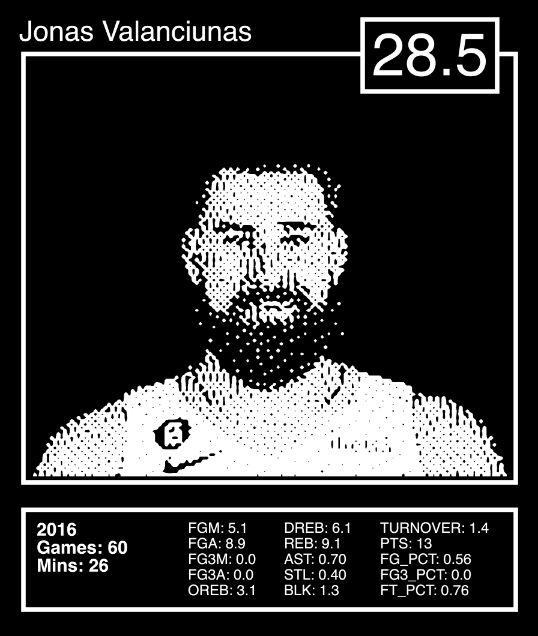 Jonas Valanciunas
28.5
2016
Games: 60
Mins: 26
FGM: 5.1
FGA: 8.9
FG3M: 0.0
FG3A: 0.0
OREB: 3.1
DREB: 6.1
REB: 9.1
AST: 0.70
STL: 0.40
BLK: 1.3
TURNOVER: 1.4
PTS: 13
FG_PCT: 0.56
FG3_PCT: 0.0
FT_PCT: 0.76